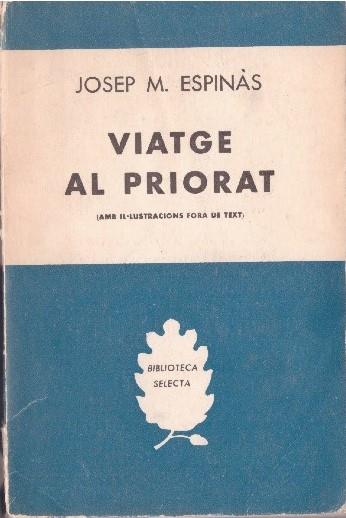 JOSEP M. ESPINÀS
VIATGE
AL PRIORAT
(AMB IL·LUSTRACIONS FORA DE TEXT)
BIBLIOTECA
SELECTA